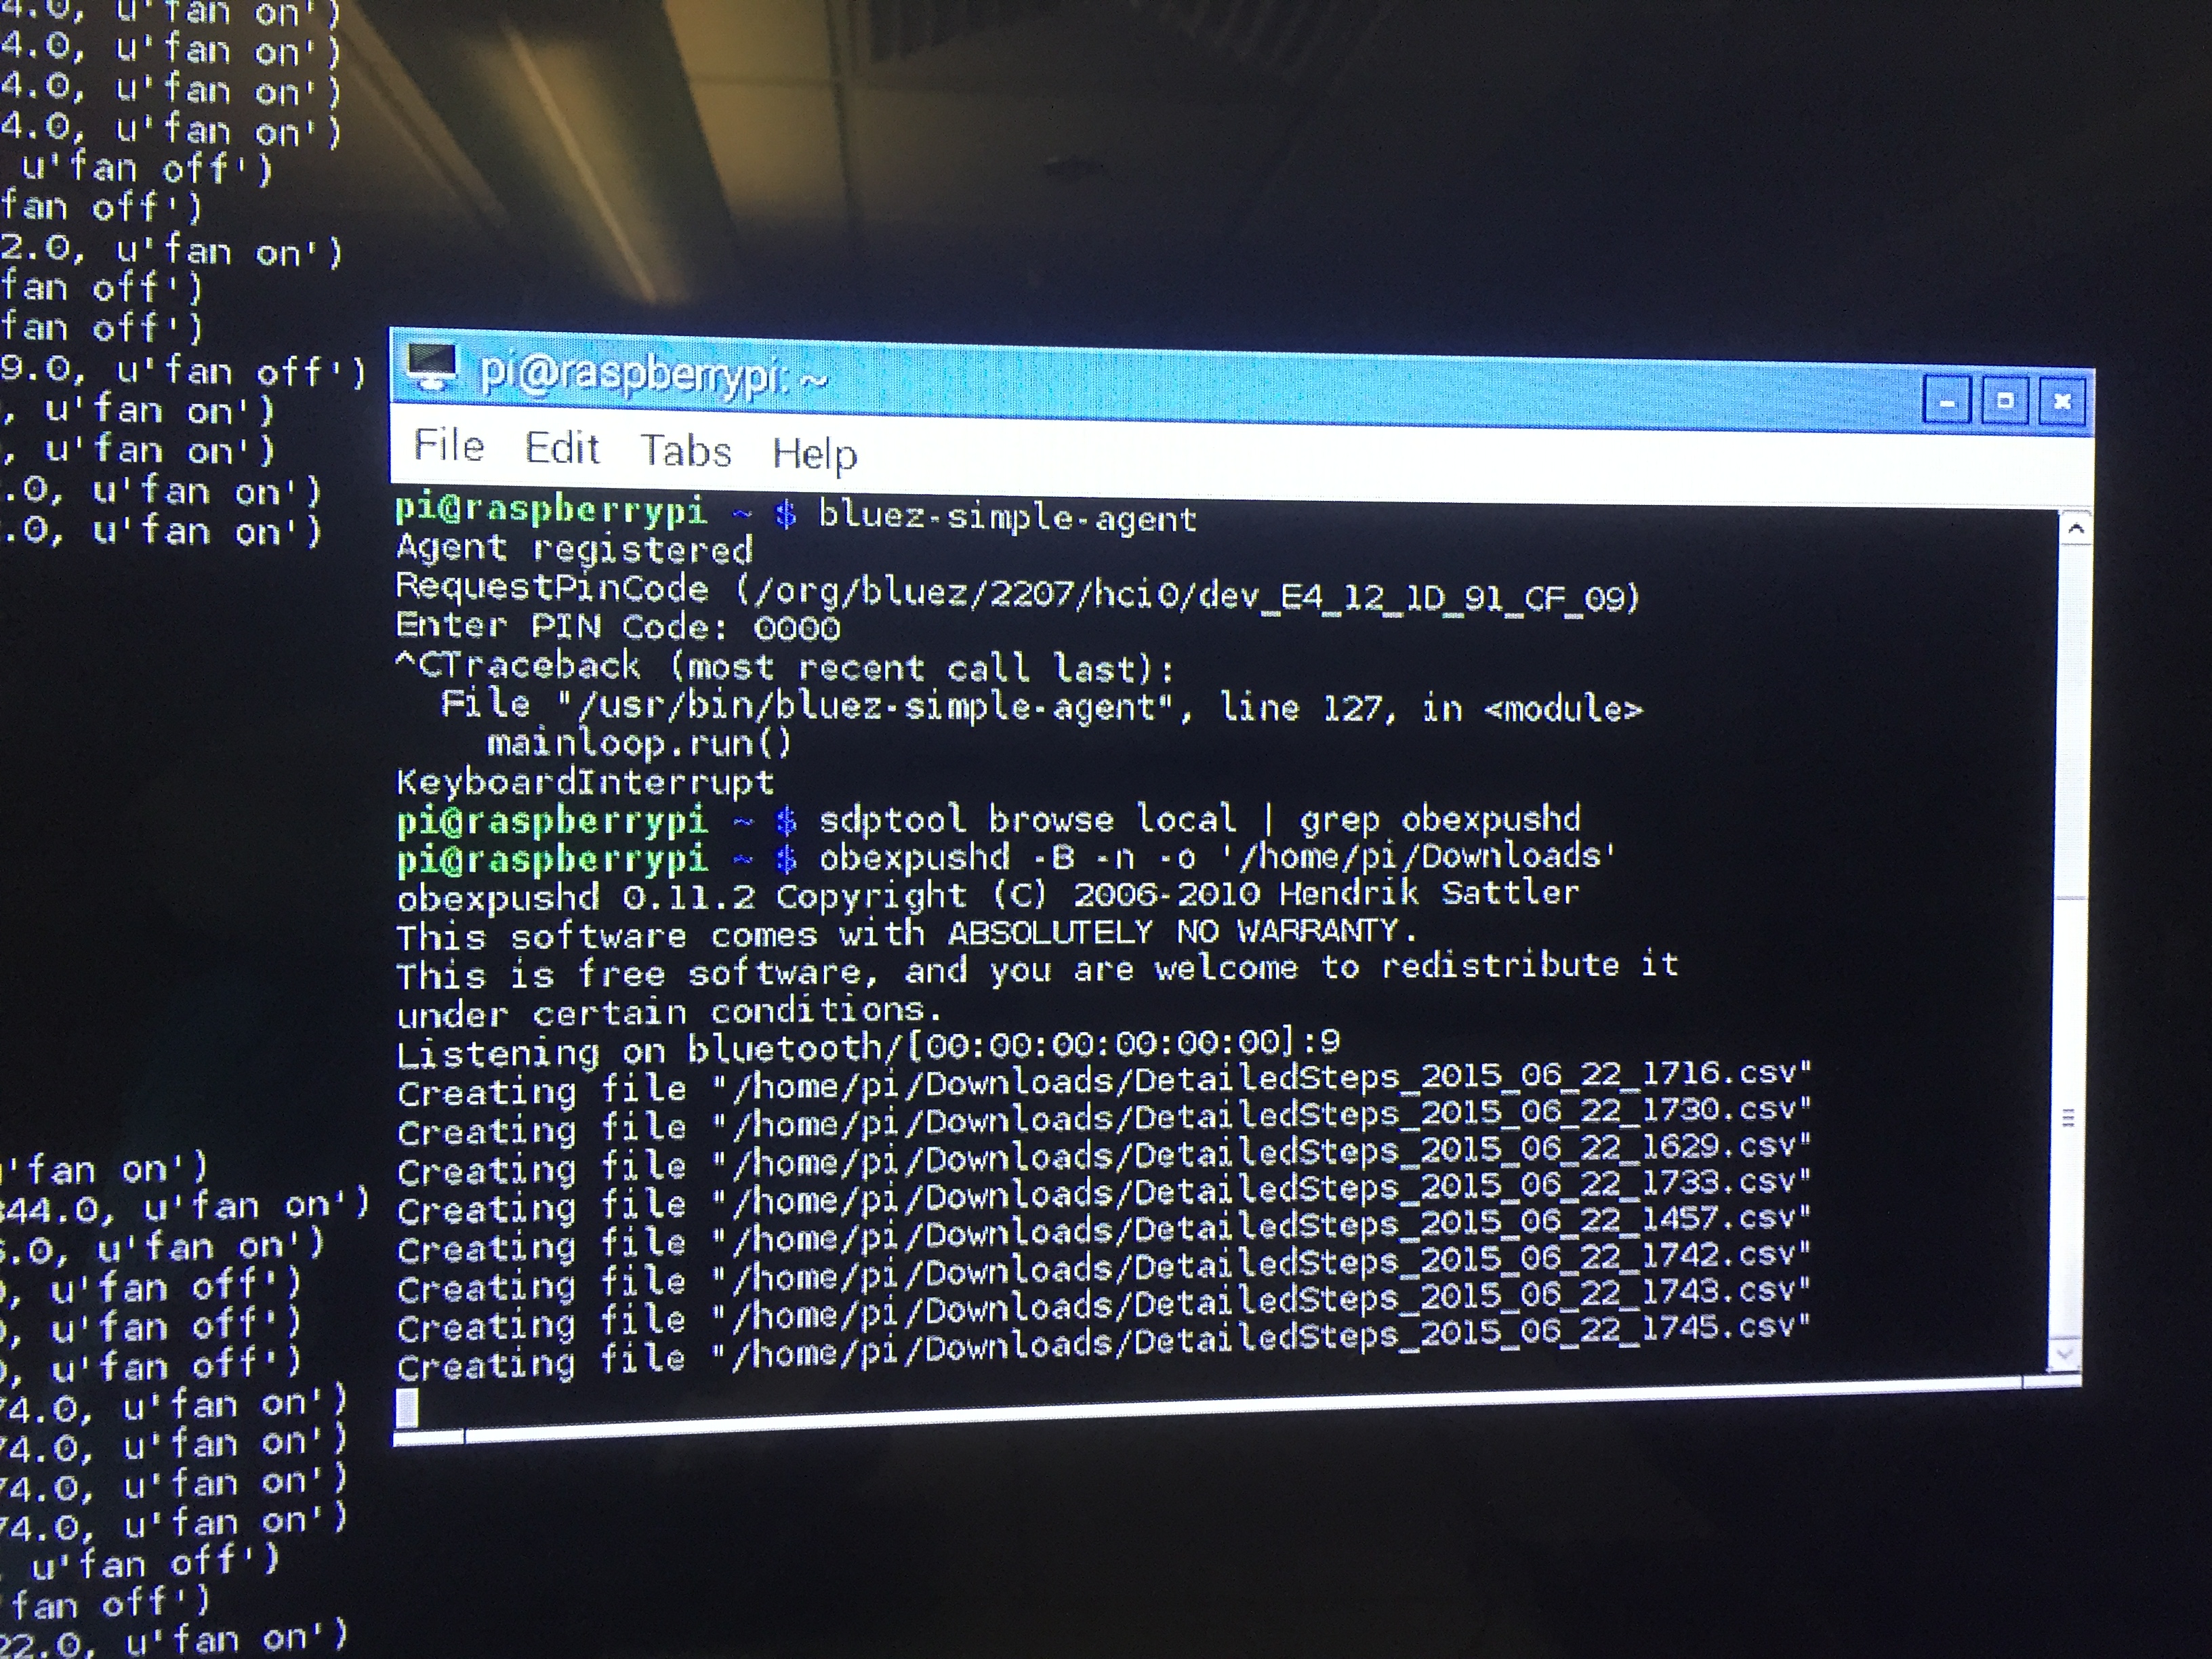 4.0, u'fan on')
4.0, u'fan on')
4.0, u'fan on')
4.0, u'fan on')
u'fan off')
fan off')
2.0, u'fan on')
fan off')
fan off')
9.0, u'fan off')
, u'fan on')
, u'fan on')
.0, u'fan on')
.0, u'fan on')
pi@raspberrypi: ~
File Edit Tabs Help
pi@raspberrypi ~ $ bluez-simple-agent
Agent registered
RequestPinCode (/org/bluez/2207/hci0/dev_E4_12_1D_91_CF_09)
Enter PIN Code: 0000
^CTraceback (most recent call last):
File "/usr/bin/bluez-simple-agent", line 127, in <module>
mainloop.run()
KeyboardInterrupt
pi@raspberrypi ~ $ sdptool browse local | grep obexpushd
pi@raspberrypi ~ $ obexpushd -B -n -o '/home/pi/Downloads'
obexpushd 0.11.2 Copyright (C) 2006-2010 Hendrik Sattler
This software comes with ABSOLUTELY NO WARRANTY.
This is free software, and you are welcome to redistribute it
under certain conditions.
Listening on bluetooth/[00:00:00:00:00:00]:9
Creating file "/home/pi/Downloads/DetailedSteps_2015_06_22_1716.csv"
Creating file "/home/pi/Downloads/DetailedSteps_2015_06_22_1730.csv"
Creating file "/home/pi/Downloads/DetailedSteps_2015_06_22_1629.csv"
Creating file "/home/pi/Downloads/DetailedSteps_2015_06_22_1733.csv"
Creating file "/home/pi/Downloads/DetailedSteps_2015_06_22_1457.csv"
Creating file "/home/pi/Downloads/DetailedSteps_2015_06_22_1742.csv"
Creating file "/home/pi/Downloads/DetailedSteps_2015_06_22_1743.csv"
Creating file "/home/pi/Downloads/DetailedSteps_2015_06_22_1745.csv"
'fan on')
44.0, u'fan on')
.0, u'fan on')
, u'fan off')
, u'fan off')
, u'fan off')
74.0, u'fan on')
74.0, u'fan on')
74.0, u'fan on')
74.0, u'fan on')
u'fan off')
fan off')
22.0, u'fan on')